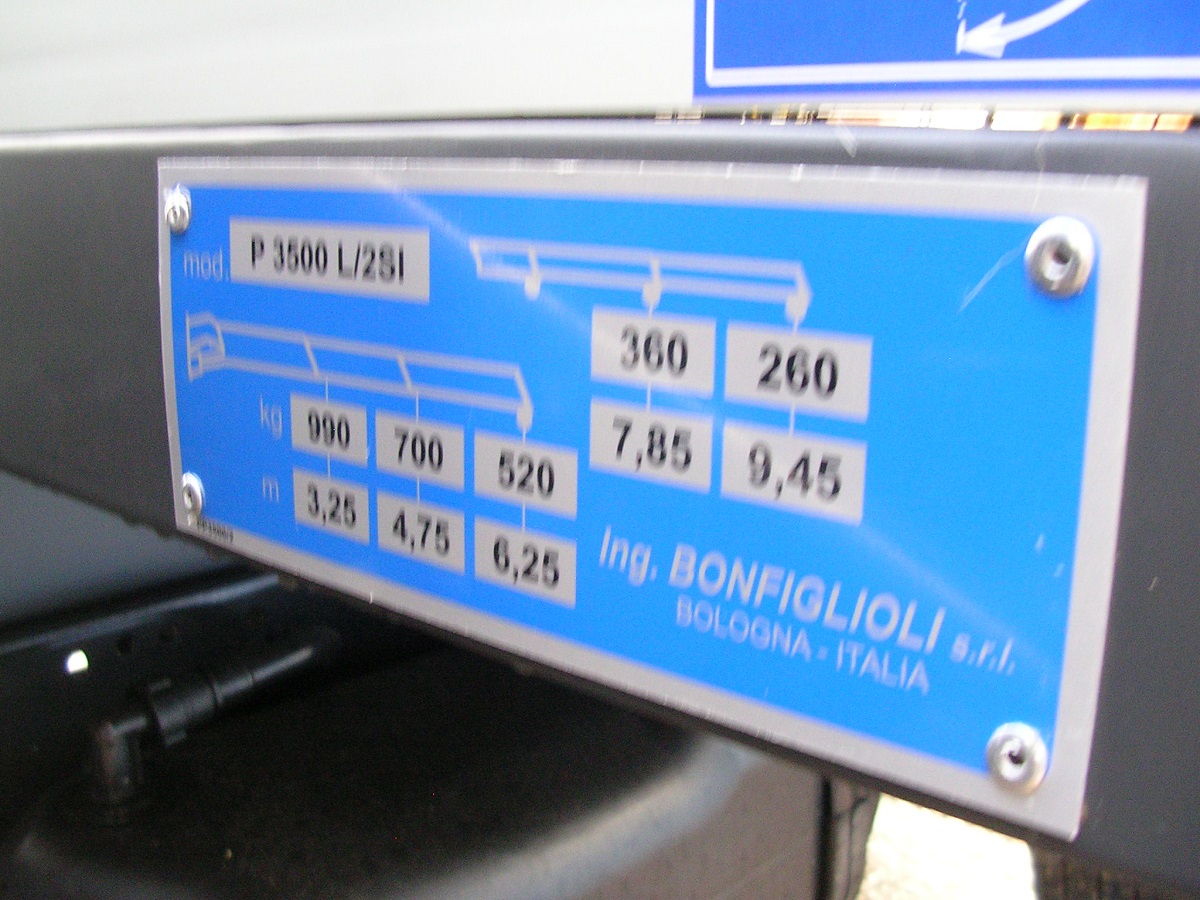 mod. P 3500 L/2SI
360 260
7,85 9,45
kg 990 700 520
m 3,25 4,75 6,25
Ing. BONFIGLIOLI s.r.l.
BOLOGNA - ITALIA